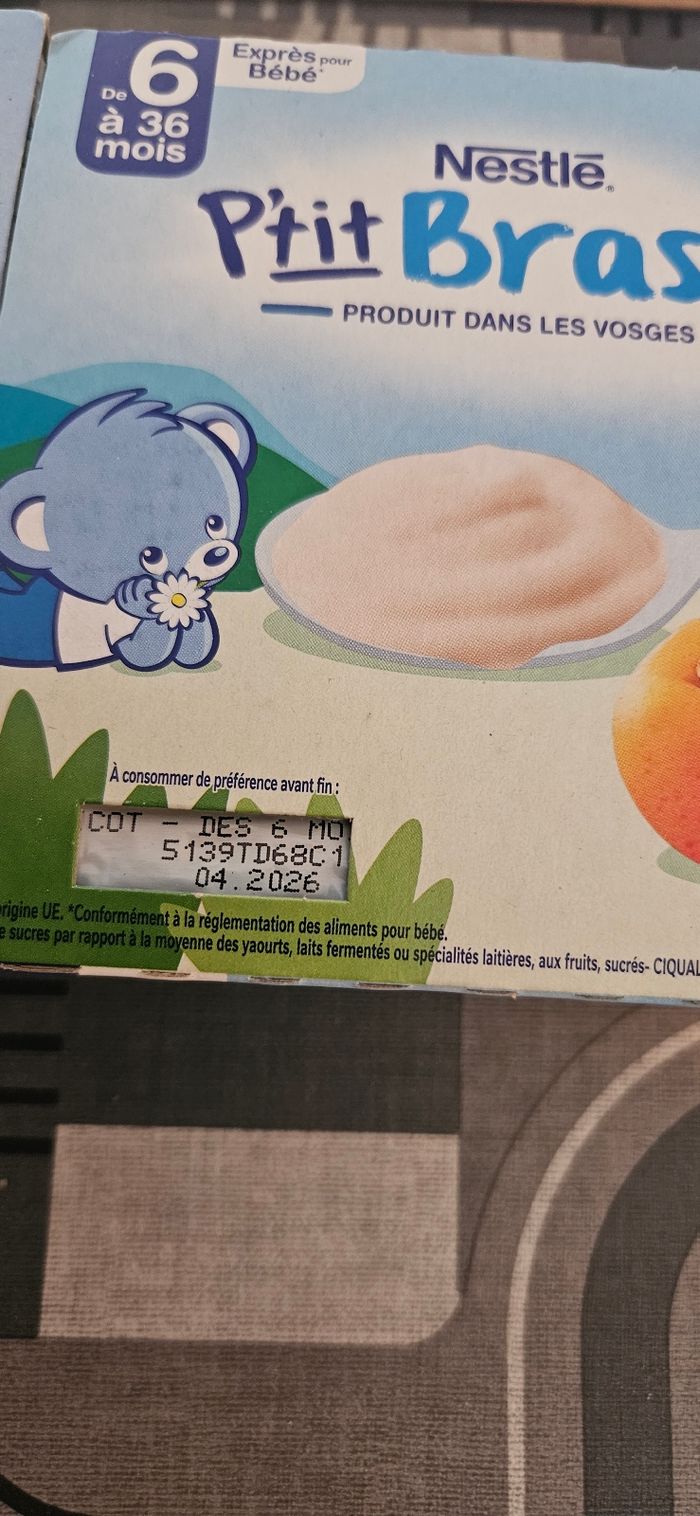 De 6
à 36
mois
Exprès pour
Bébé*
Nestlē®
P'tit Bras
PRODUIT DANS LES VOSGES
À consommer de préférence avant fin :
COT - DES 6 MO
5139TD68C1
04.2026
rigine UE. *Conformément à la réglementation des aliments pour bébé.
e sucres par rapport à la moyenne des yaourts, laits fermentés ou spécialités laitières, aux fruits, sucrés- CIQUAL